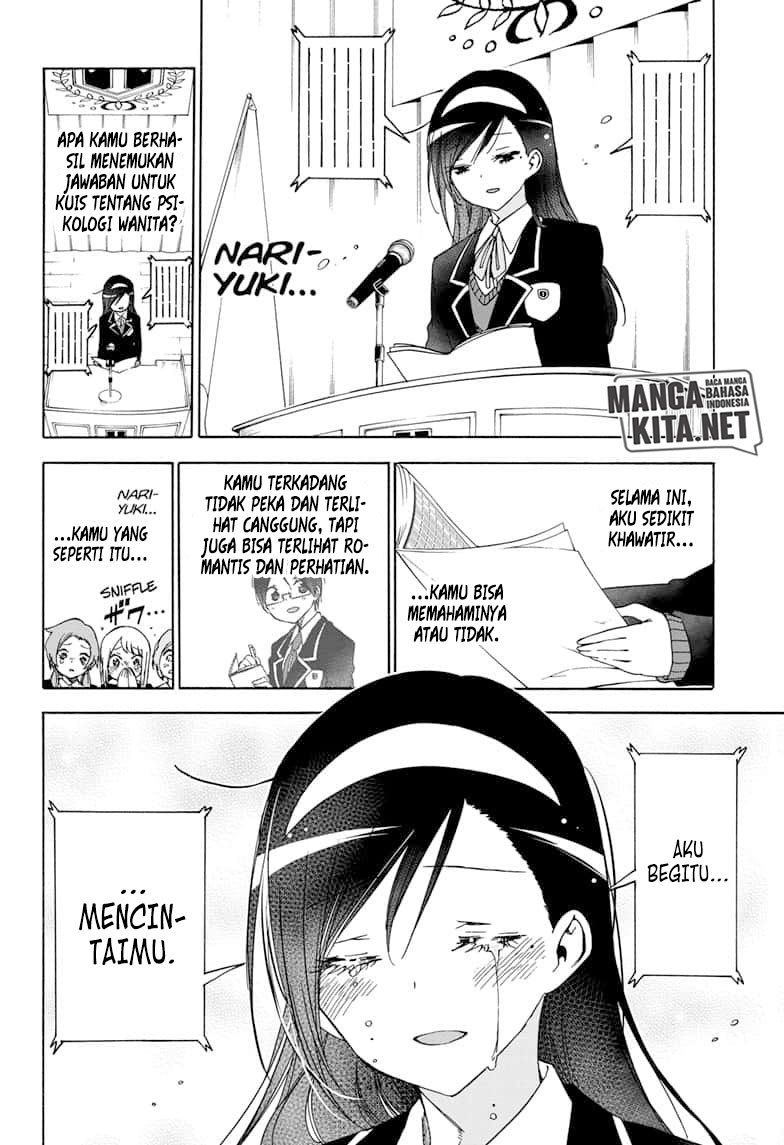 NARI-
YUKI...
APA KAMU BERHA-
SIL MENEMUKAN
JAWABAN UNTUK
KUIS TENTANG PSI-
KOLOGI WANITA?
MANGA
KITA.NET
BACA MANGA
BAHASA
INDONESIA
SELAMA INI,
AKU SEDIKIT
KHAWATIR...
...KAMU BISA
MEMAHAMINYA
ATAU TIDAK.
KAMU TERKADANG
TIDAK PEKA DAN TERLI-
HAT CANGGUNG, TAPI
JUGA BISA TERLIHAT RO-
MANTIS DAN PERHATIAN.
NARI-
YUKI...
...KAMU YANG
SEPERTI ITU...
SNIFFLE
ザワ...
AKU
BEGITU...
...
MENCIN-
TAIMU.